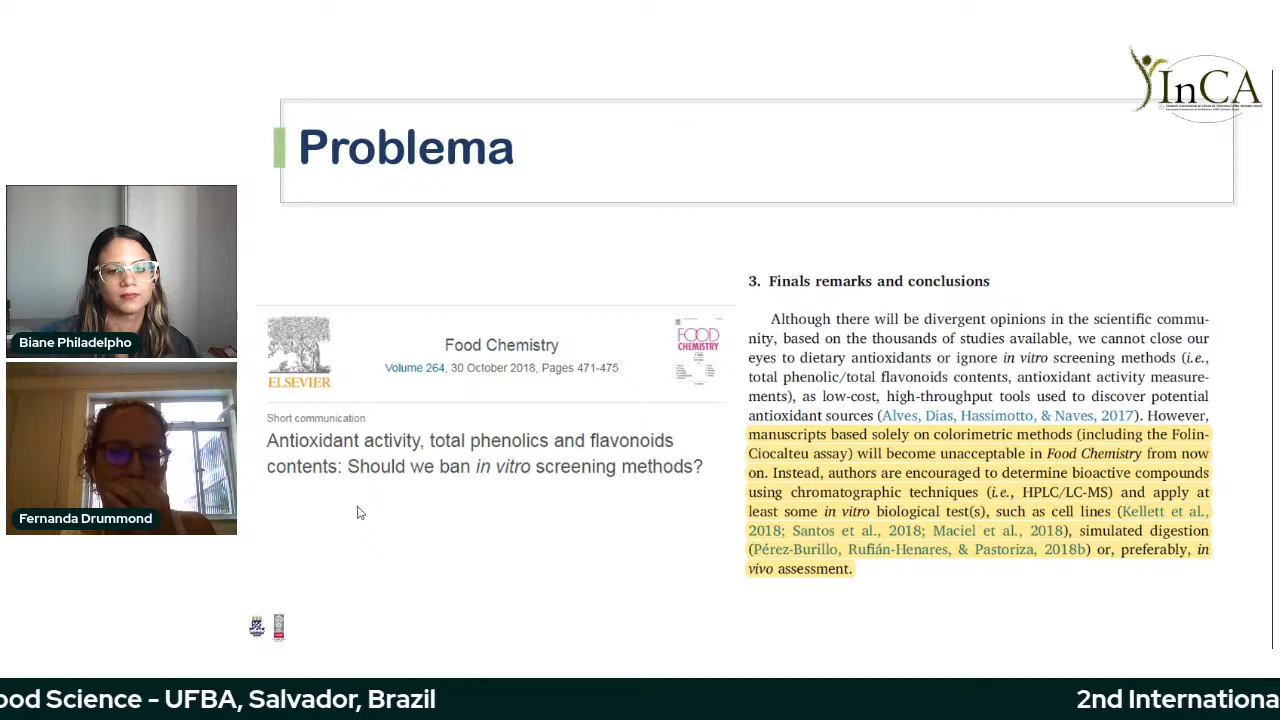 InCA
Problema
Biane Philadelpho
Fernanda Drummond
ELSEVIER
Food Chemistry
Volume 264, 30 October 2018, Pages 471-475
FOOD
CHEMISTRY
Short communication
Antioxidant activity, total phenolics and flavonoids
contents: Should we ban in vitro screening methods?
3. Finals remarks and conclusions
Although there will be divergent opinions in the scientific commu-
nity, based on the thousands of studies available, we cannot close our
eyes to dietary antioxidants or ignore in vitro screening methods (i.e.,
total phenolic/total flavonoids contents, antioxidant activity measure-
ments), as low-cost, high-throughput tools used to discover potential
antioxidant sources (Alves, Dias, Hassimotto, & Naves, 2017). However,
manuscripts based solely on colorimetric methods (including the Folin-
Ciocalteu assay) will become unacceptable in Food Chemistry from now
on. Instead, authors are encouraged to determine bioactive compounds
using chromatographic techniques (i.e., HPLC/LC-MS) and apply at
least some in vitro biological test(s), such as cell lines (Kellett et al.,
2018; Santos et al., 2018; Maciel et al., 2018), simulated digestion
(Pérez-Burillo, Rufián-Henares, & Pastoriza, 2018b) or, preferably, in
vivo assessment.
ood Science - UFBA, Salvador, Brazil
2nd Internationa